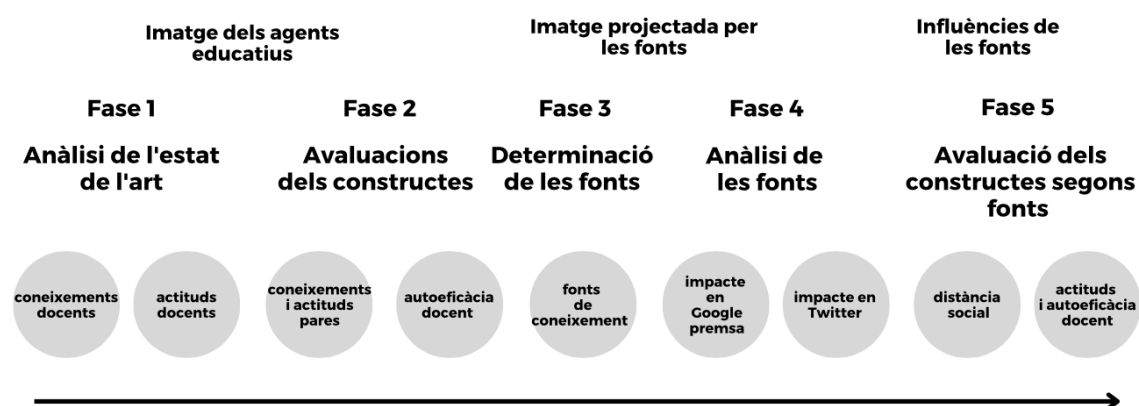 Imatge dels agents
educatius
Imatge projectada per
les fonts
Influències de
les fonts
Fase 1
Fase 2
Fase 3
Fase 4
Fase 5
Anàlisi de l'estat
de l'art
Avaluacions
dels constructes
Determinació
de les fonts
Anàlisi de
les fonts
Avaluació dels
constructes segons
fonts
coneixements
docents
actituds
docents
coneixements
i actituds
pares
autoeficàcia
docent
fonts
de
coneixement
impacte
en
Google
premsa
impacte en
Twitter
distància
social
actituds
i autoeficàcia
docent